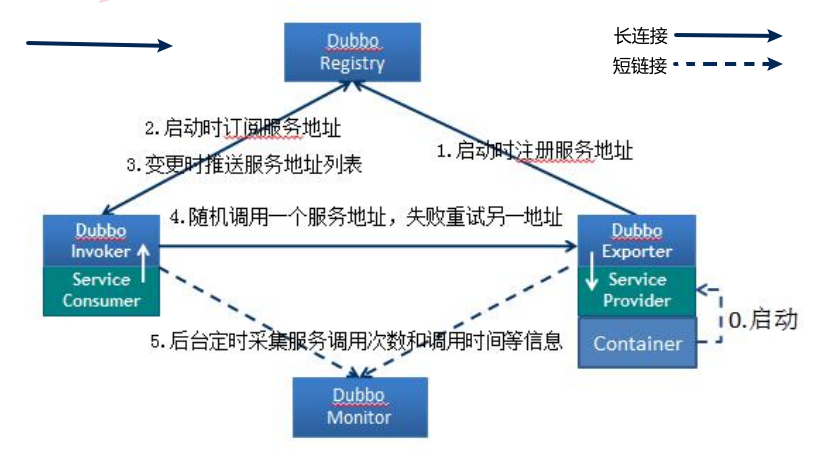 Dubbo
Registry
长连接
短链接
2.启动时订阅服务地址
3.变更时推送服务地址列表
1.启动时注册服务地址
4.随机调用一个服务地址，失败重试另一地址
Dubbo
Invoker
Service
Consumer
Dubbo
Exporter
Service
Provider
Container
0.启动
5.后台定时采集服务调用次数和调用时间等信息
Dubbo
Monitor